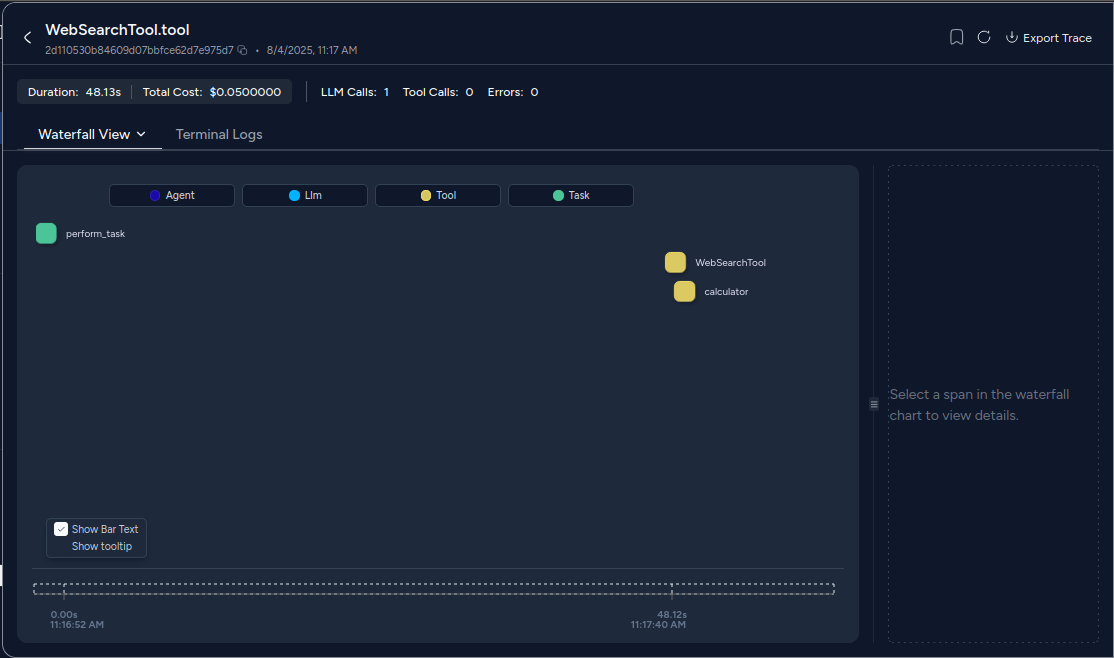 WebSearchTool.tool
2d110530b84609d07bbfce62d7e975d7 • 8/4/2025, 11:17 AM
Export Trace
Duration: 48.13s Total Cost: $0.0500000 LLM Calls: 1 Tool Calls: 0 Errors: 0
Waterfall View Terminal Logs
Agent Llm Tool Task
perform_task
WebSearchTool
calculator
Select a span in the waterfall
chart to view details.
Show Bar Text
Show tooltip
0.00s 48.12s
11:16:52 AM 11:17:40 AM